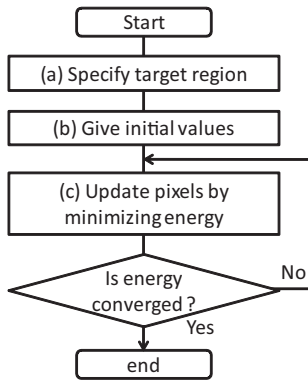 Start
(a) Specify target region
(b) Give initial values
(c) Update pixels by
minimizing energy
Is energy
converged ?
No
Yes
end